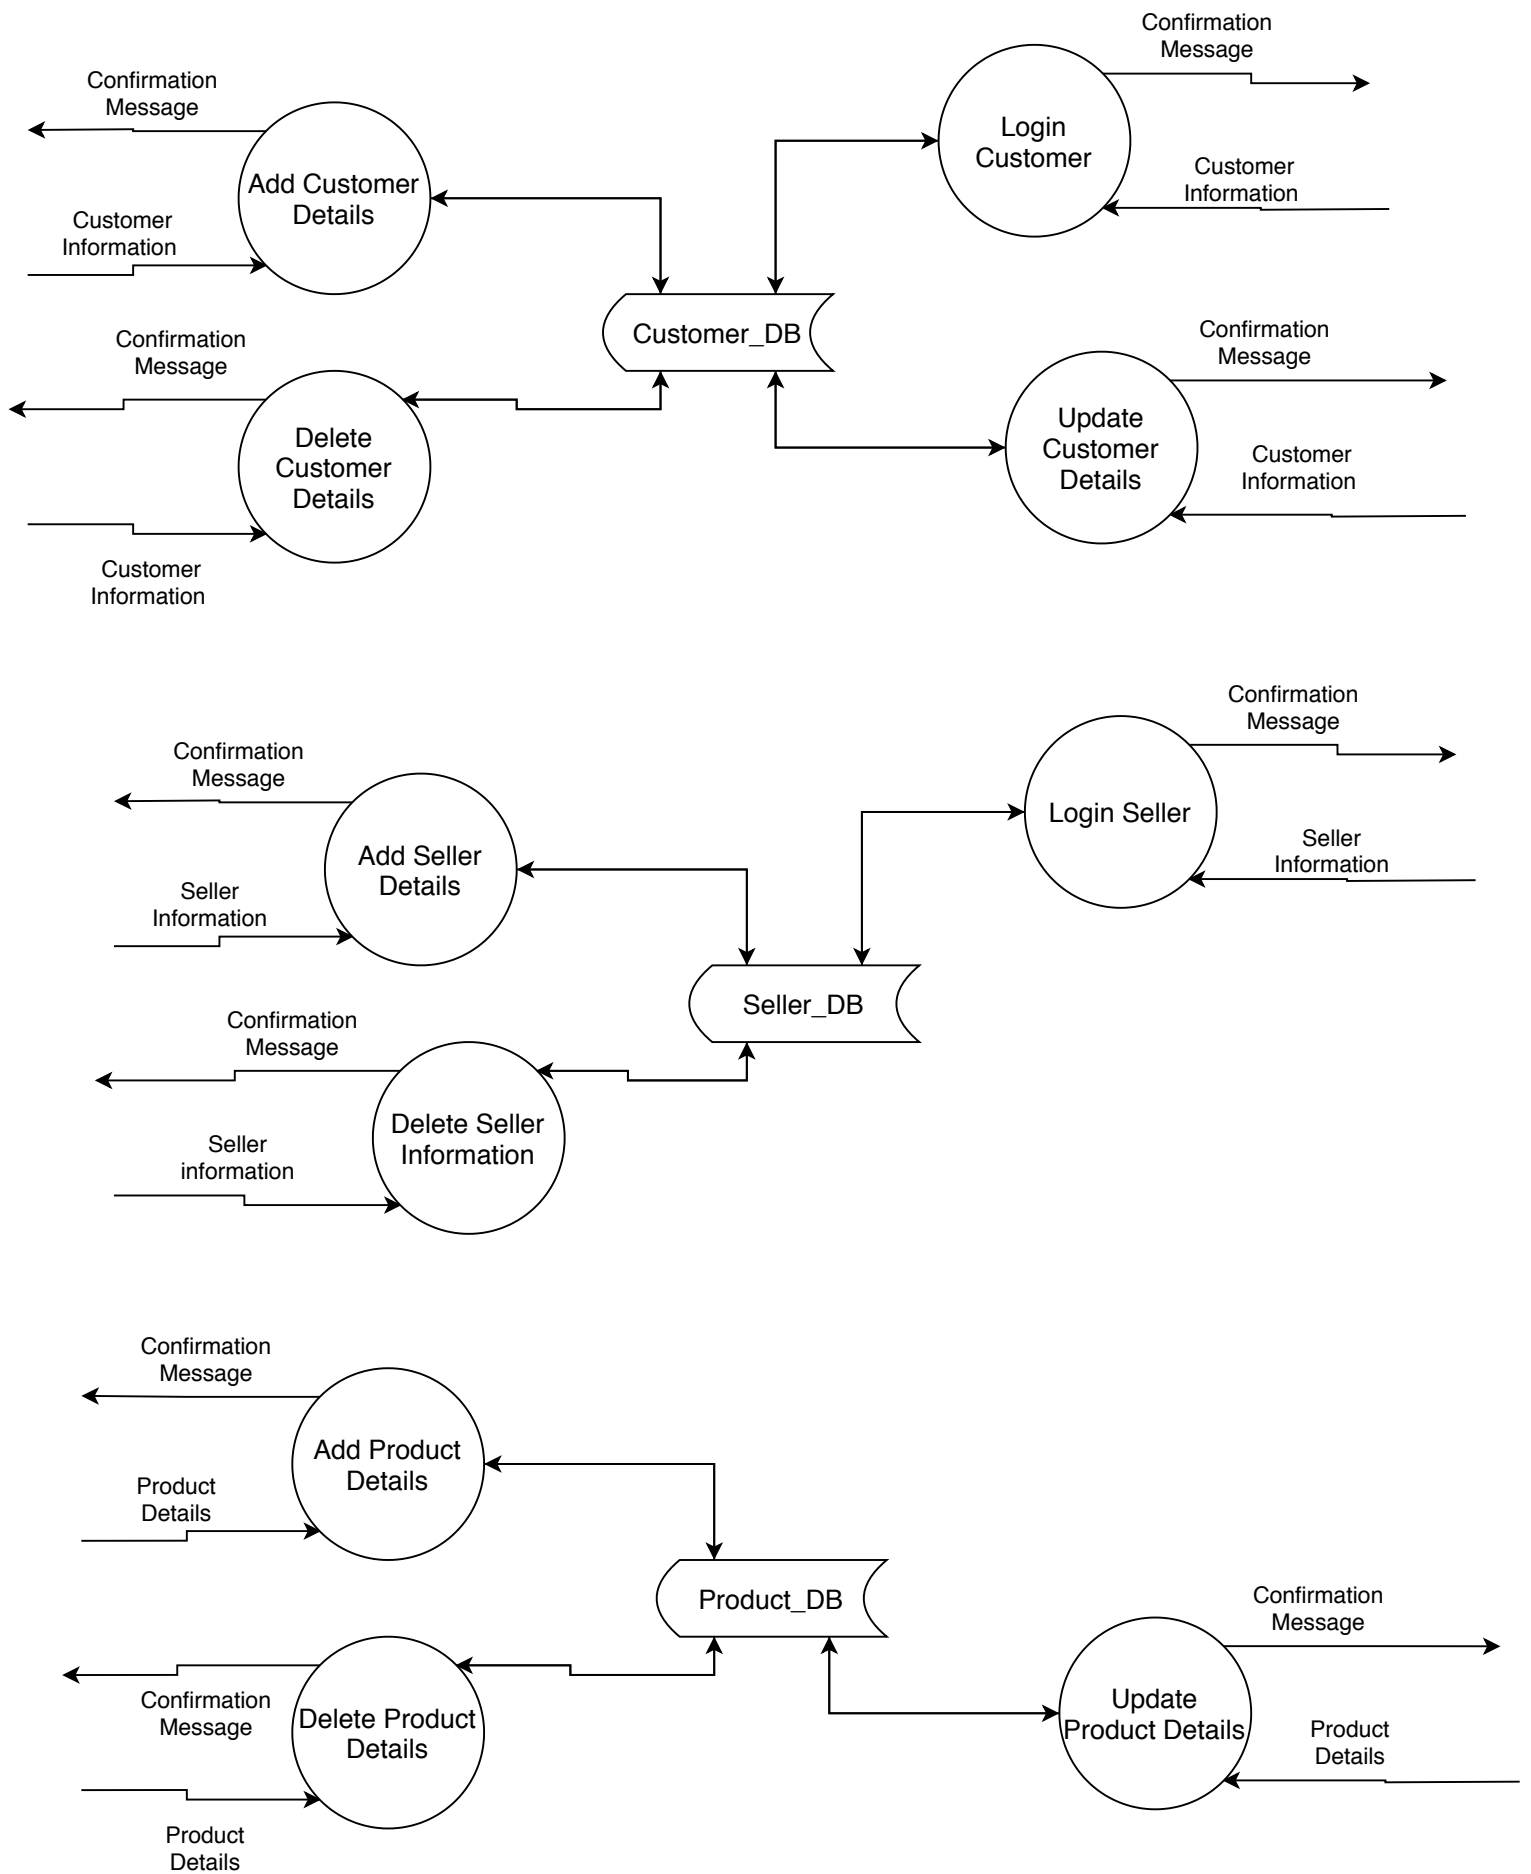 Confirmation
Message
Confirmation
Message
Add Customer
Details
Login
Customer
Customer
Information
Customer
Information
Customer_DB
Confirmation
Message
Confirmation
Message
Delete
Customer
Details
Update
Customer
Details
Customer
Information
Customer
Information
Confirmation
Message
Confirmation
Message
Login Seller
Add Seller
Details
Seller
Information
Seller
Information
Seller_DB
Confirmation
Message
Delete Seller
Information
Seller
information
Confirmation
Message
Add Product
Details
Product
Details
Product_DB
Confirmation
Message
Confirmation
Message
Delete Product
Details
Update
Product Details
Product
Details
Product
Details